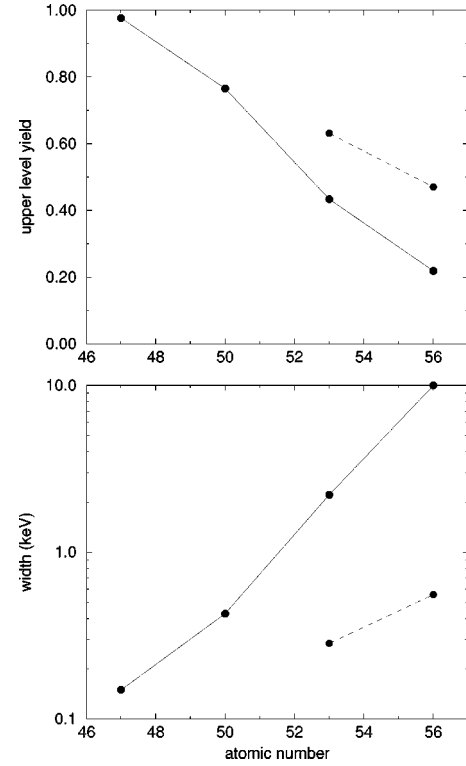 1.00
0.80
0.60
0.40
0.20
0.00
upper level yield
46 48 50 52 54 56
10.0
1.0
0.1
width (keV)
46 48 50 52 54 56
atomic number